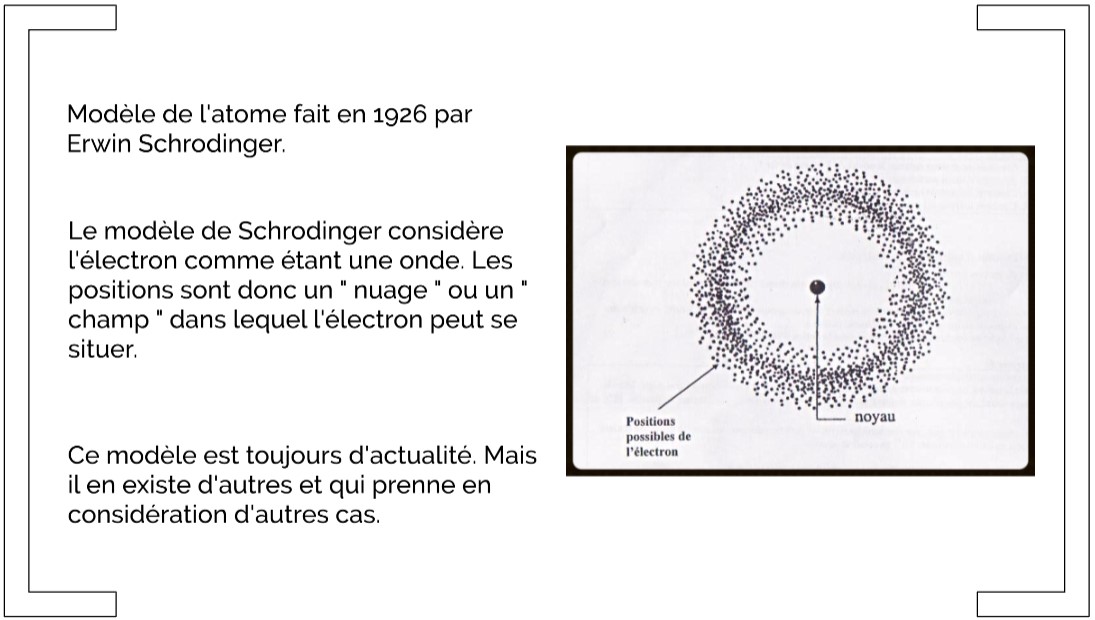 Modèle de l'atome fait en 1926 par
Erwin Schrodinger.
Le modèle de Schrodinger considère
l'électron comme étant une onde. Les
positions sont donc un " nuage " ou un "
champ " dans lequel l'électron peut se
situer.
Ce modèle est toujours d'actualité. Mais
il en existe d'autres et qui prenne en
considération d'autres cas.
Positions
possibles de
l'électron
noyau